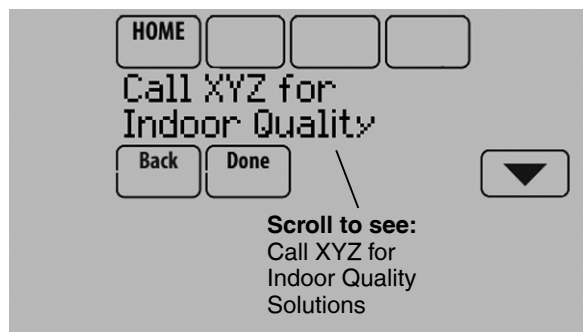 HOME
Call XYZ for
Indoor Quality
Back Done
Scroll to see:
Call XYZ for
Indoor Quality
Solutions